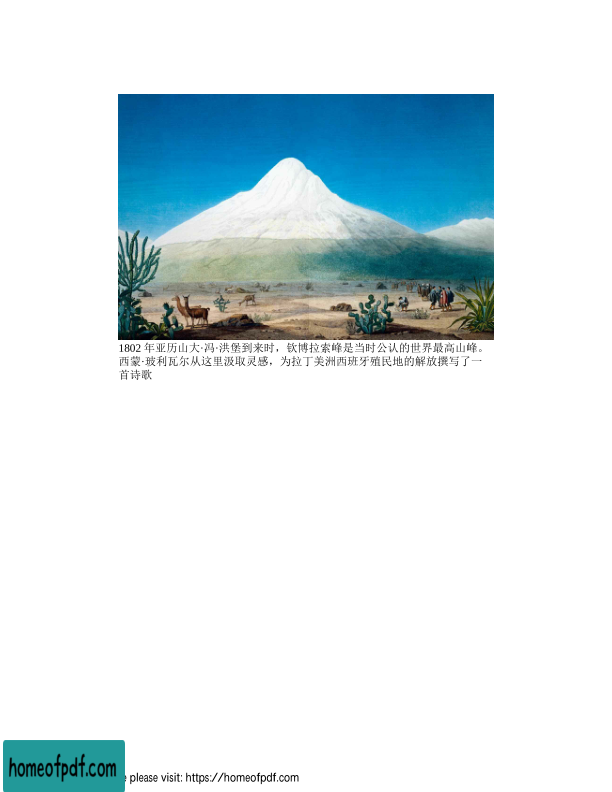 1802 年亚历山大·冯·洪堡到来时，钦博拉索峰是当时公认的世界最高山峰。
西蒙·玻利瓦尔从这里汲取灵感，为拉丁美洲西班牙殖民地的解放撰写了一
首诗歌
homeofpdf.com
please visit: https://homeofpdf.com